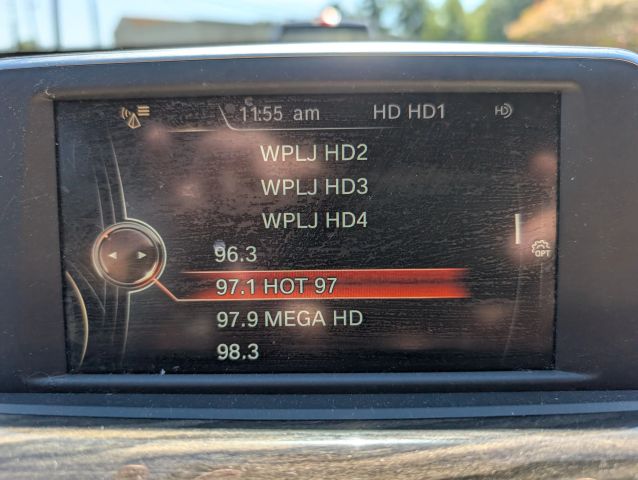 11:55 am HD HD1 HD
WPLJ HD2
WPLJ HD3
WPLJ HD4
96.3
OPT
97.1 HOT 97
97.9 MEGA HD
98.3